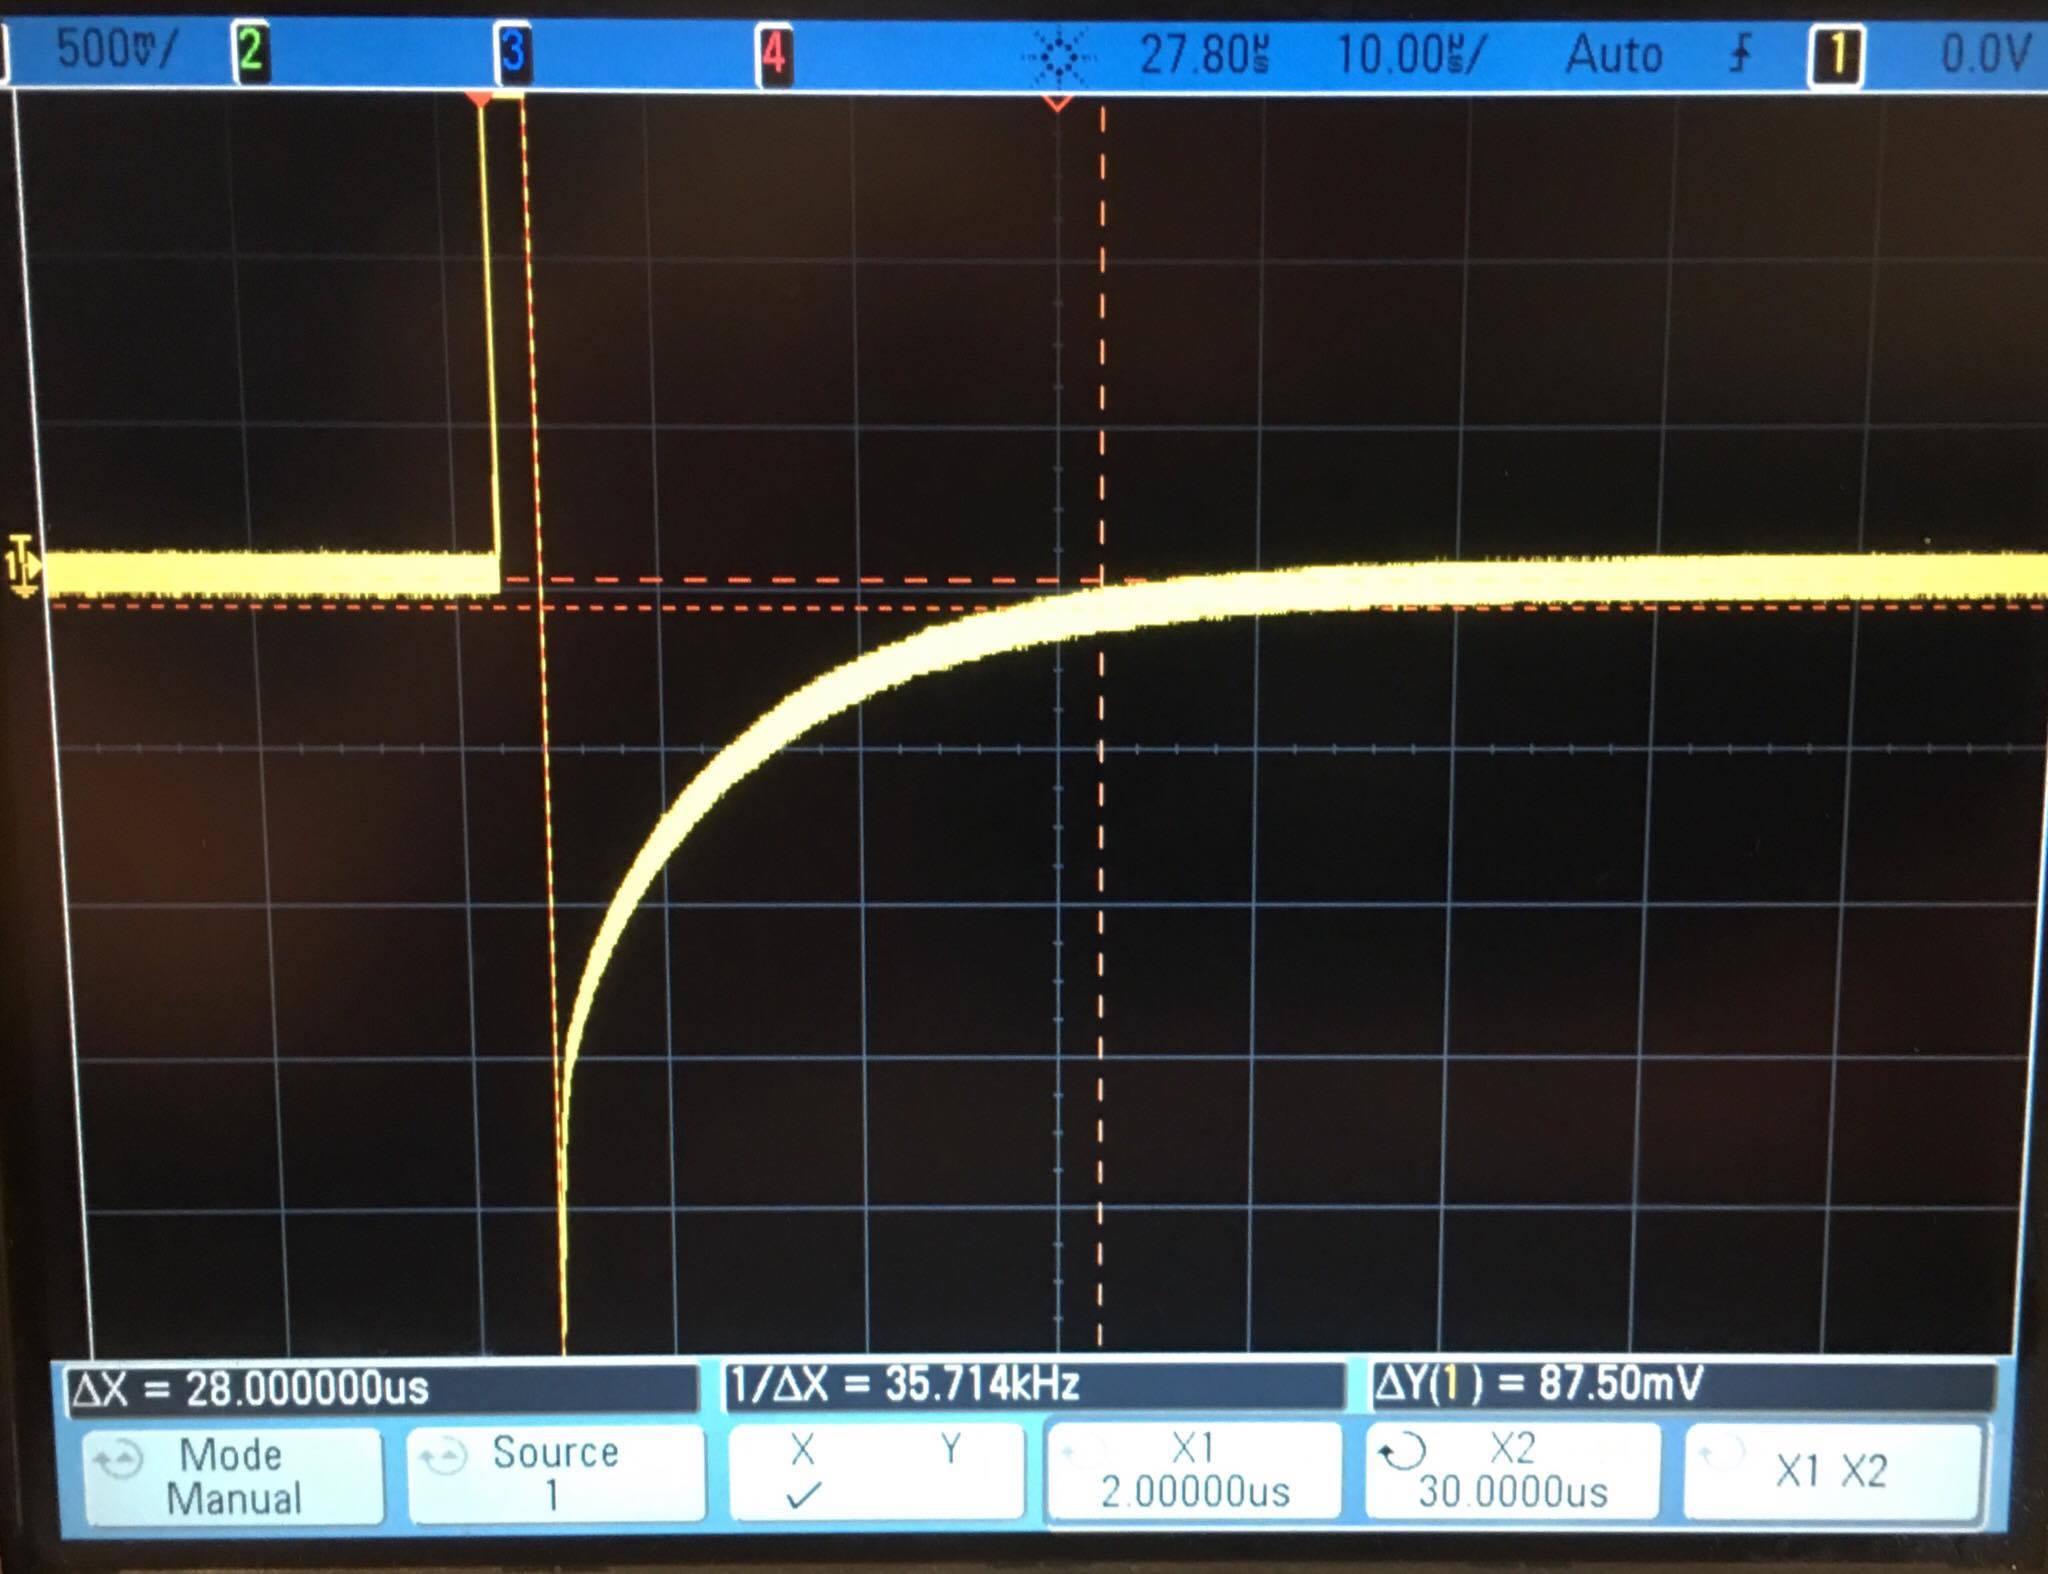 500mV/ 2 3 4 27.80µs 10.00µs/ Auto 1 0.0V
T
1
ΔX = 28.000000us 1/ΔX = 35.714kHz ΔY(1) = 87.50mV
Mode
Manual
Source
1
X Y
✓
X1
2.00000us
X2
30.0000us
X1 X2